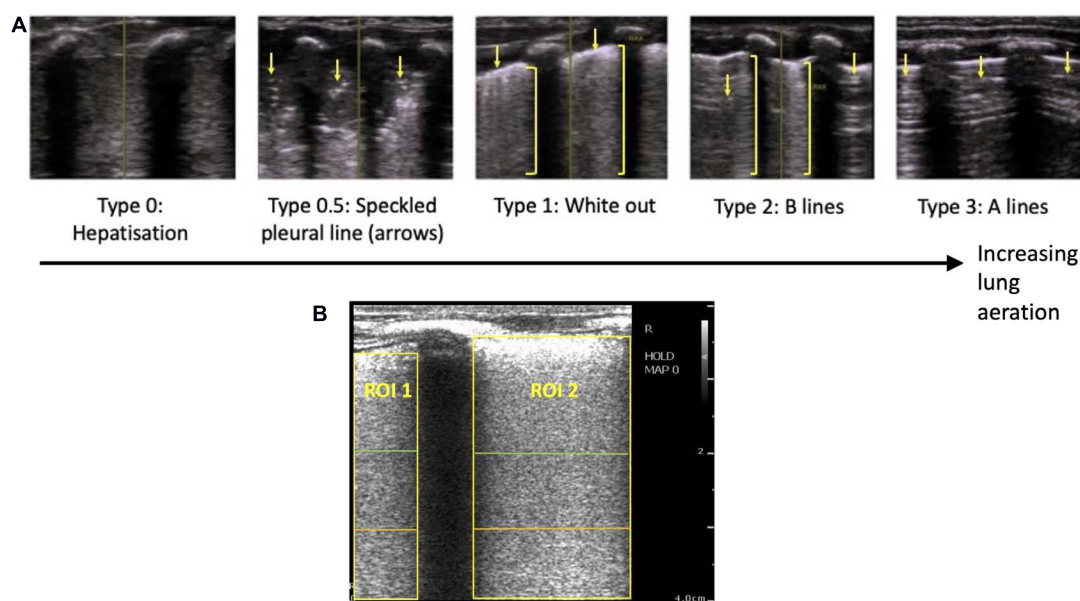 A
Type 0:
Hepatisation
Type 0.5: Speckled
pleural line (arrows)
Type 1: White out
Type 2: B lines
Type 3: A lines
Increasing
lung
aeration
B
R
HOLD
MAP 0
ROI 1
ROI 2
2
4.0cm